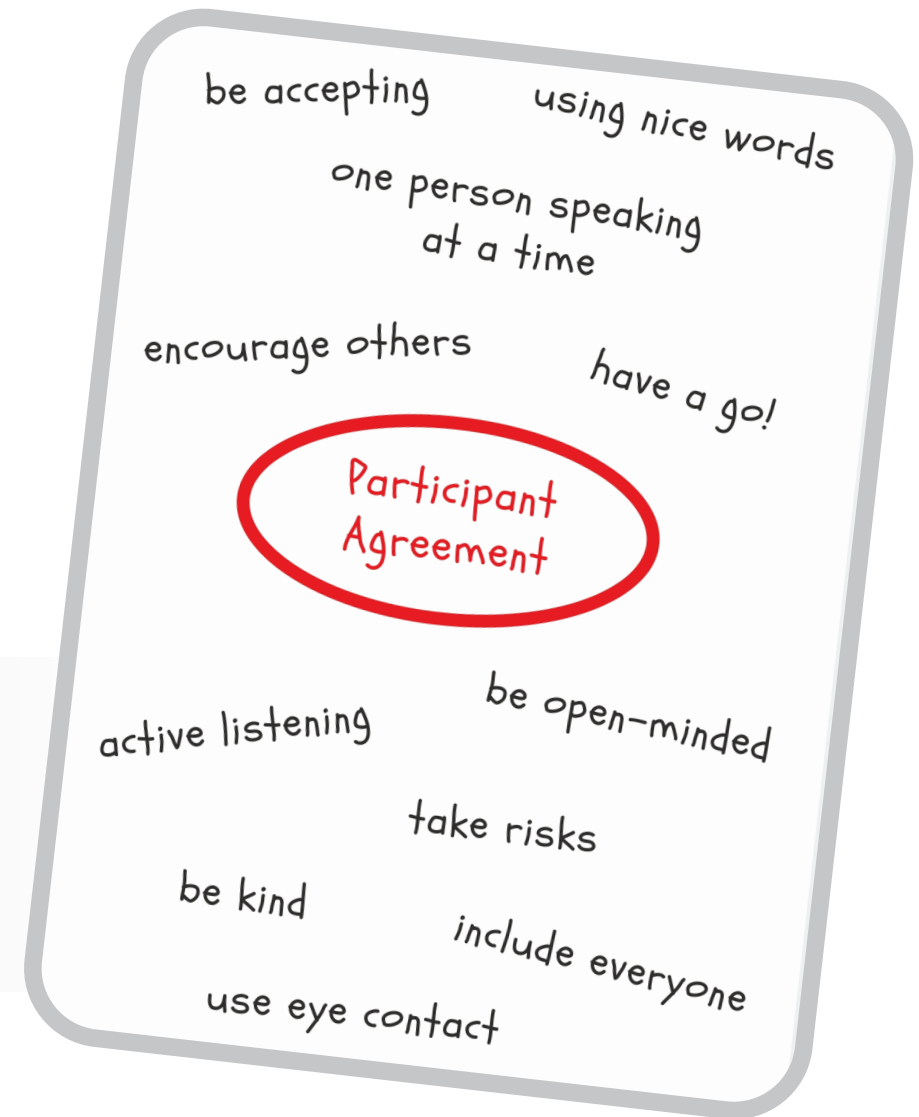 be accepting
using nice words
one person speaking
at a time
encourage others
have a go!
Participant
Agreement
be open-minded
active listening
take risks
be kind
include everyone
use eye contact